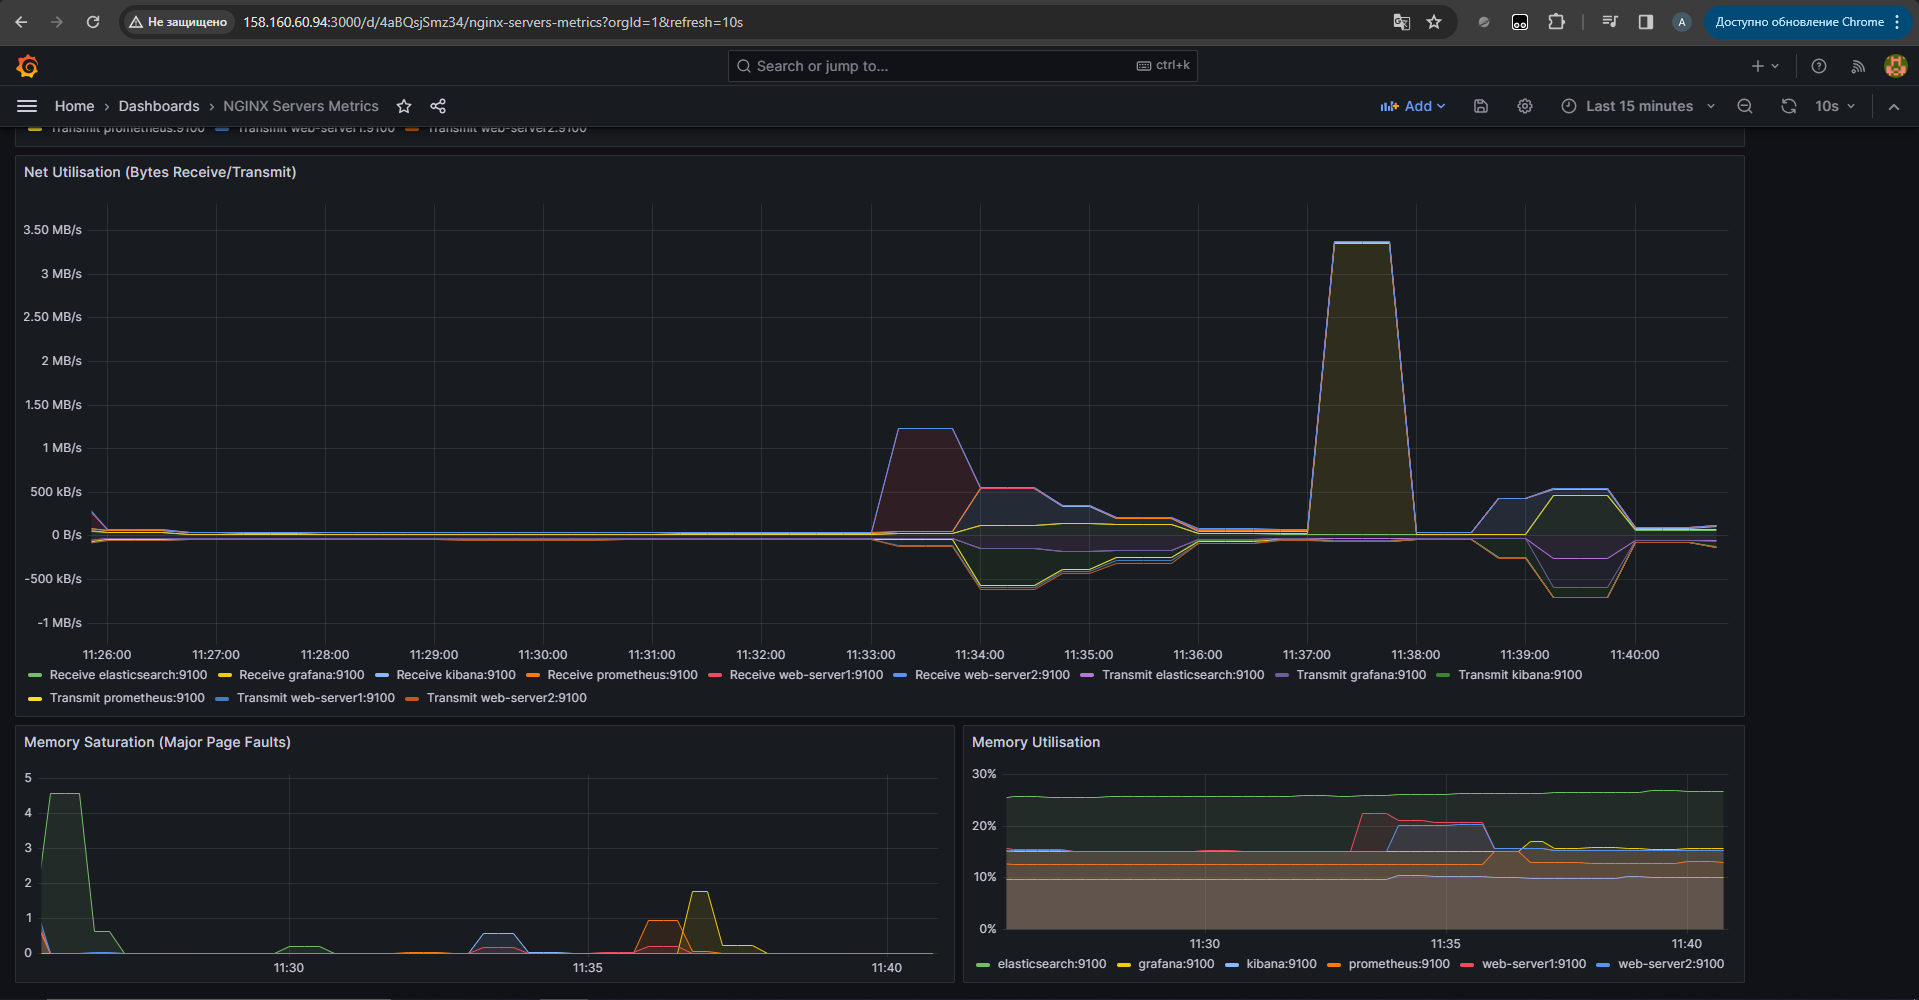 Не защищено 158.160.60.94:3000/d/4aBQsjSmz34/nginx-servers-metrics?orgId=1&refresh=10s A Доступно обновление Chrome
Search or jump to... ctrl+k
Home Dashboards NGINX Servers Metrics Add Last 15 minutes 10s
Transmit prometheus:9100 Transmit web-server1:9100 Transmit web-server2:9100
Net Utilisation (Bytes Receive/Transmit)
3.50 MB/s
3 MB/s
2.50 MB/s
2 MB/s
1.50 MB/s
1 MB/s
500 kB/s
0 B/s
-500 kB/s
-1 MB/s
11:26:00 11:27:00 11:28:00 11:29:00 11:30:00 11:31:00 11:32:00 11:33:00 11:34:00 11:35:00 11:36:00 11:37:00 11:38:00 11:39:00 11:40:00
Receive elasticsearch:9100 Receive grafana:9100 Receive kibana:9100 Receive prometheus:9100 Receive web-server1:9100 Receive web-server2:9100 Transmit elasticsearch:9100 Transmit grafana:9100 Transmit kibana:9100
Transmit prometheus:9100 Transmit web-server1:9100 Transmit web-server2:9100
Memory Saturation (Major Page Faults)
5
4
3
2
1
0
11:30 11:35 11:40
Memory Utilisation
30%
20%
10%
0%
11:30 11:35 11:40
elasticsearch:9100 grafana:9100 kibana:9100 prometheus:9100 web-server1:9100 web-server2:9100